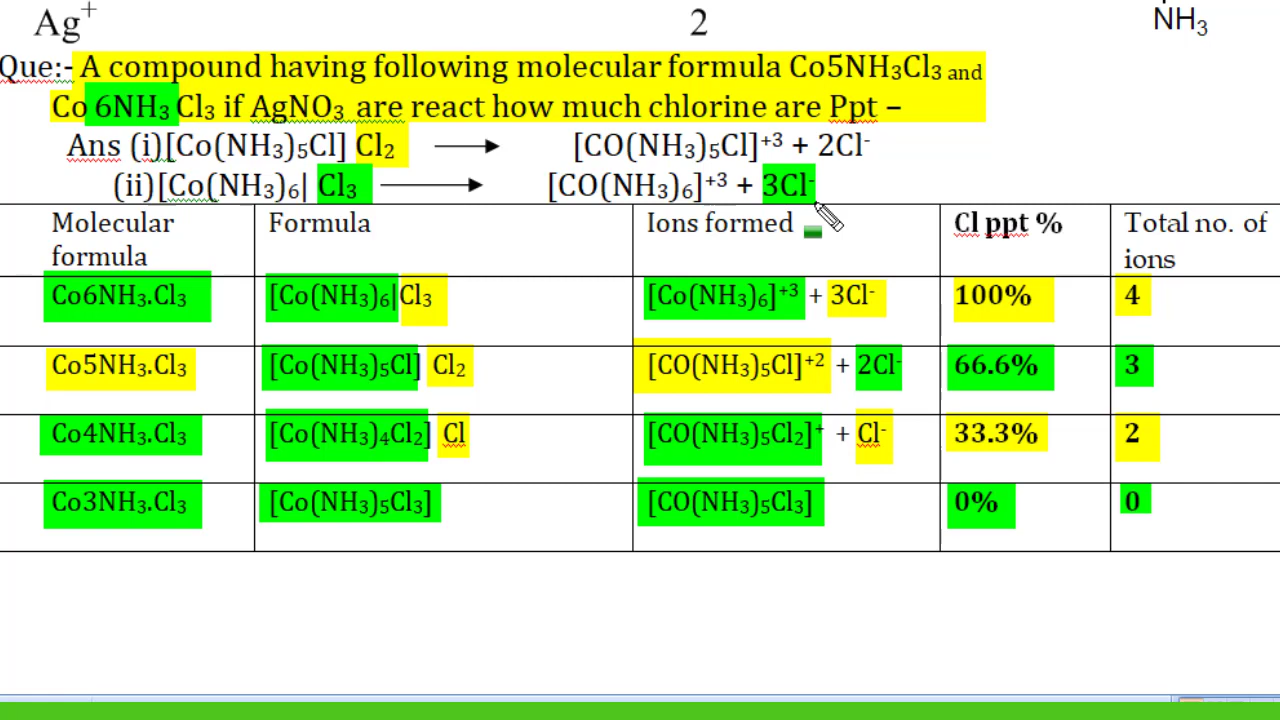 Ag⁺ 2 NH₃
Que:- A compound having following molecular formula Co5NH₃Cl₃ and
Co 6NH₃ Cl₃ if AgNO₃ are react how much chlorine are Ppt –
Ans (i)[Co(NH₃)₅Cl] Cl₂ ⟶ [CO(NH₃)₅Cl]⁺³ + 2Cl⁻
(ii)[Co(NH₃)₆| Cl₃ ⟶ [CO(NH₃)₆]⁺³ + 3Cl⁻
Molecular formula Formula Ions formed Cl ppt % Total no. of ions
Co6NH₃.Cl₃ [Co(NH₃)₆|Cl₃ [Co(NH₃)₆]⁺³ + 3Cl⁻ 100% 4
Co5NH₃.Cl₃ [Co(NH₃)₅Cl] Cl₂ [CO(NH₃)₅Cl]⁺² + 2Cl⁻ 66.6% 3
Co4NH₃.Cl₃ [Co(NH₃)₄Cl₂] Cl [CO(NH₃)₅Cl₂]⁺ + Cl⁻ 33.3% 2
Co3NH₃.Cl₃ [Co(NH₃)₅Cl₃] [CO(NH₃)₅Cl₃] 0% 0